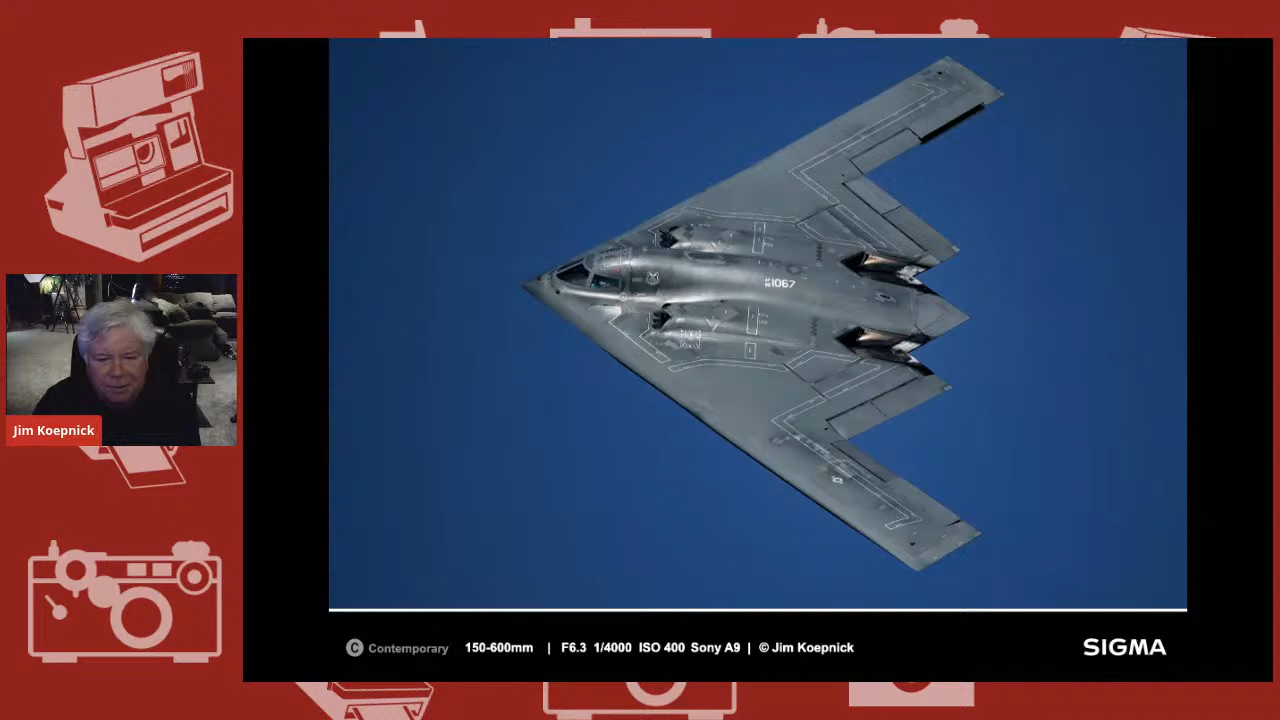 1067
Jim Koepnick
C Contemporary 150-600mm | F6.3 1/4000 ISO 400 Sony A9 | © Jim Koepnick
SIGMA